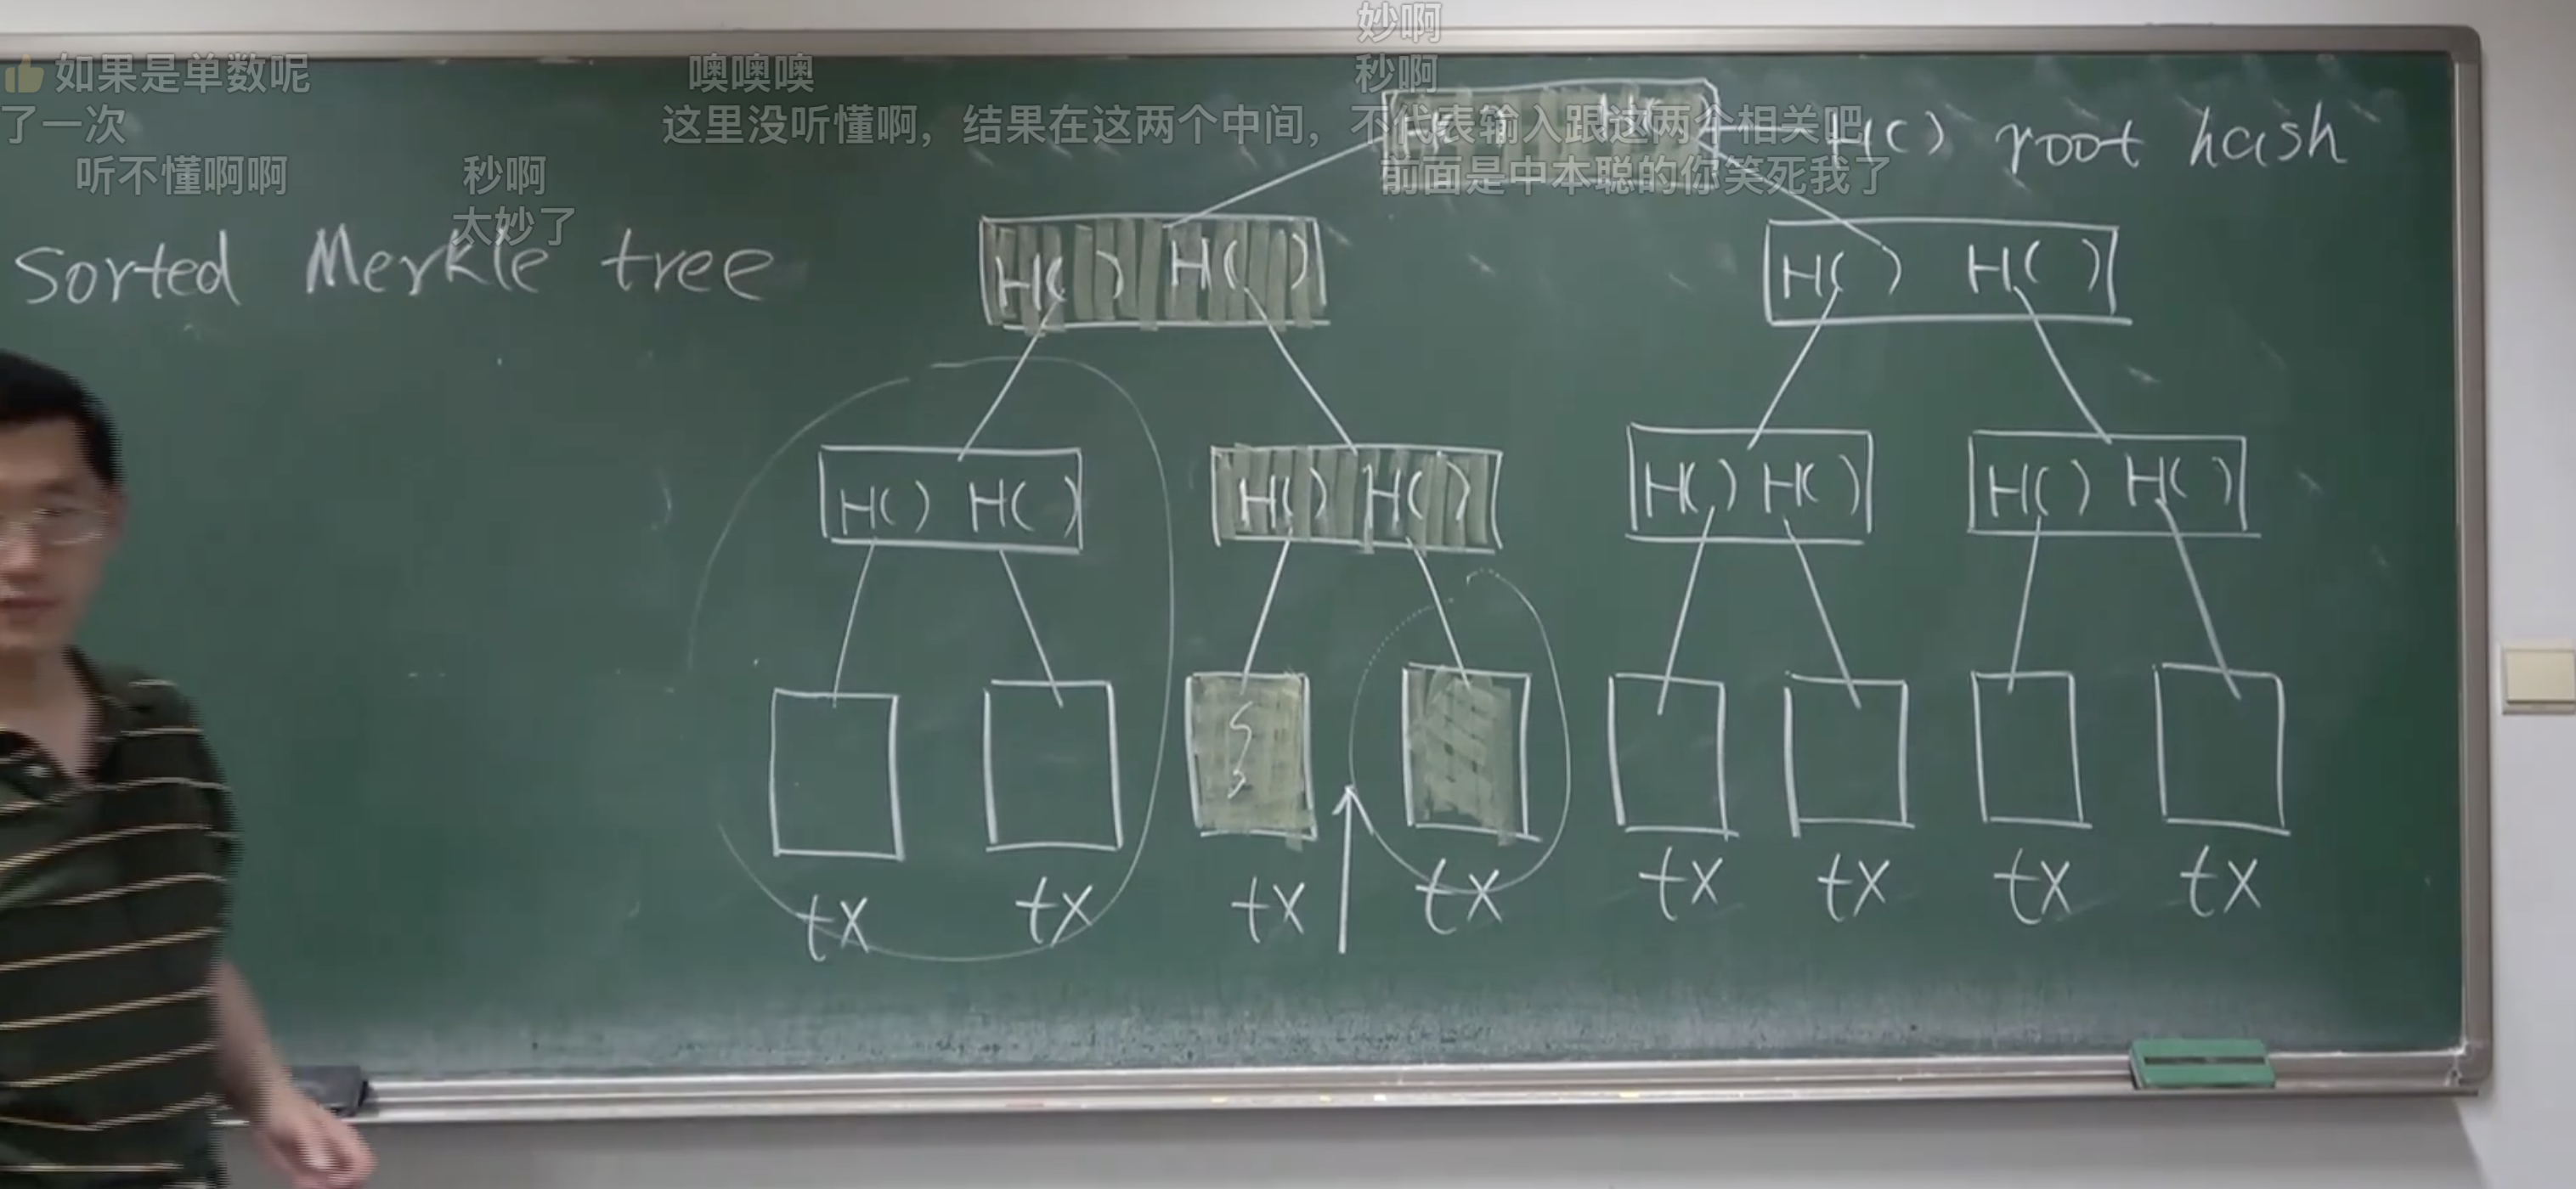 妙啊
👍如果是单数呢
噢噢噢
秒啊
了一次
这里没听懂啊，结果在这两个中间，不代表输入跟这两个相关吧
H( ) H( )
H( ) root hash
听不懂啊啊
秒啊
前面是中本聪的你笑死我了
太妙了
Sorted Merkle tree
H( ) H( )
H( ) H( )
H( ) H( )
H( ) H( )
H( ) H( )
H( ) H( )
tx tx tx tx tx tx tx tx